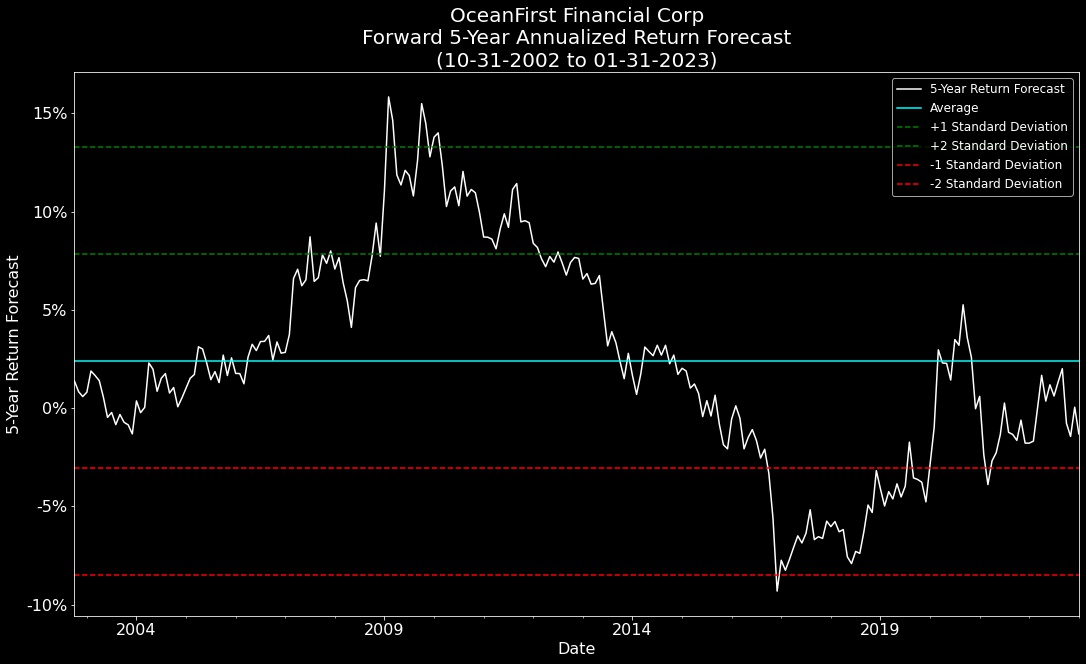 OceanFirst Financial Corp
Forward 5-Year Annualized Return Forecast
(10-31-2002 to 01-31-2023)
5-Year Return Forecast
Average
+1 Standard Deviation
+2 Standard Deviation
-1 Standard Deviation
-2 Standard Deviation
5-Year Return Forecast
15%
10%
5%
0%
-5%
-10%
2004
2009
2014
2019
Date